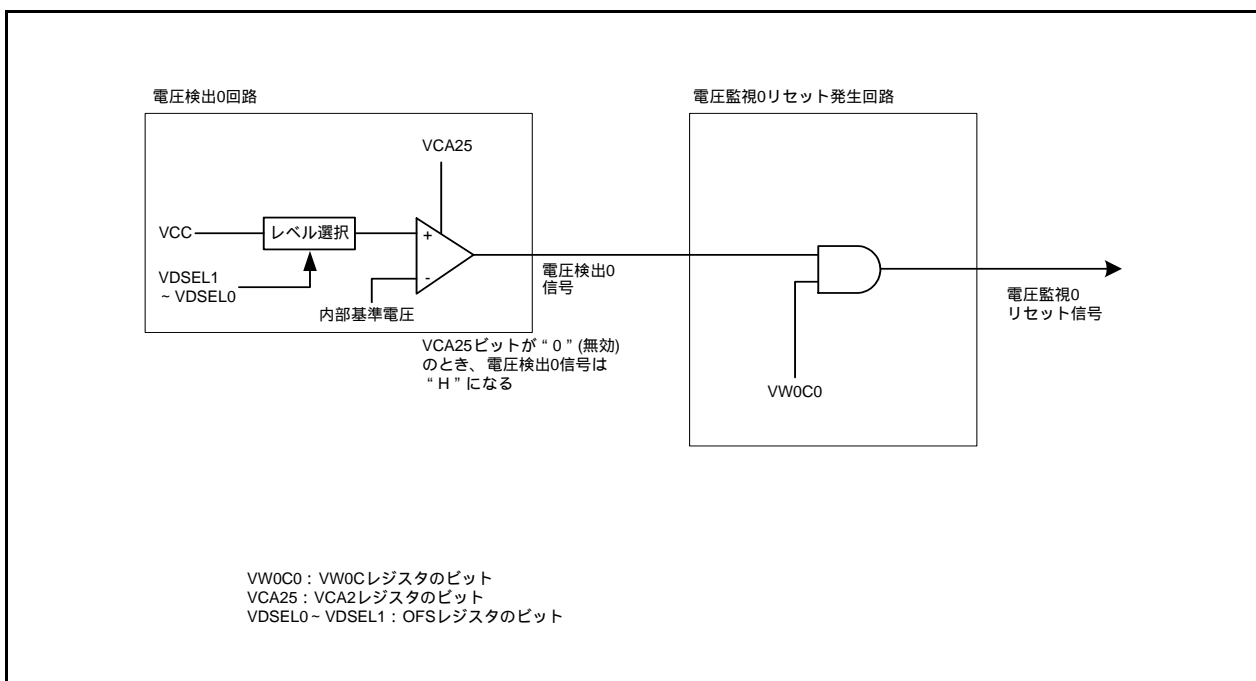 電圧検出0回路
電圧監視0リセット発生回路
VCA25
VCC
レベル選択
+
-
VDSEL1
~ VDSEL0
内部基準電圧
電圧検出0
信号
電圧監視0
リセット信号
VCA25ビットが“0”(無効)
のとき、電圧検出0信号は
“H”になる
VW0C0
VW0C0：VW0Cレジスタのビット
VCA25：VCA2レジスタのビット
VDSEL0~VDSEL1：OFSレジスタのビット